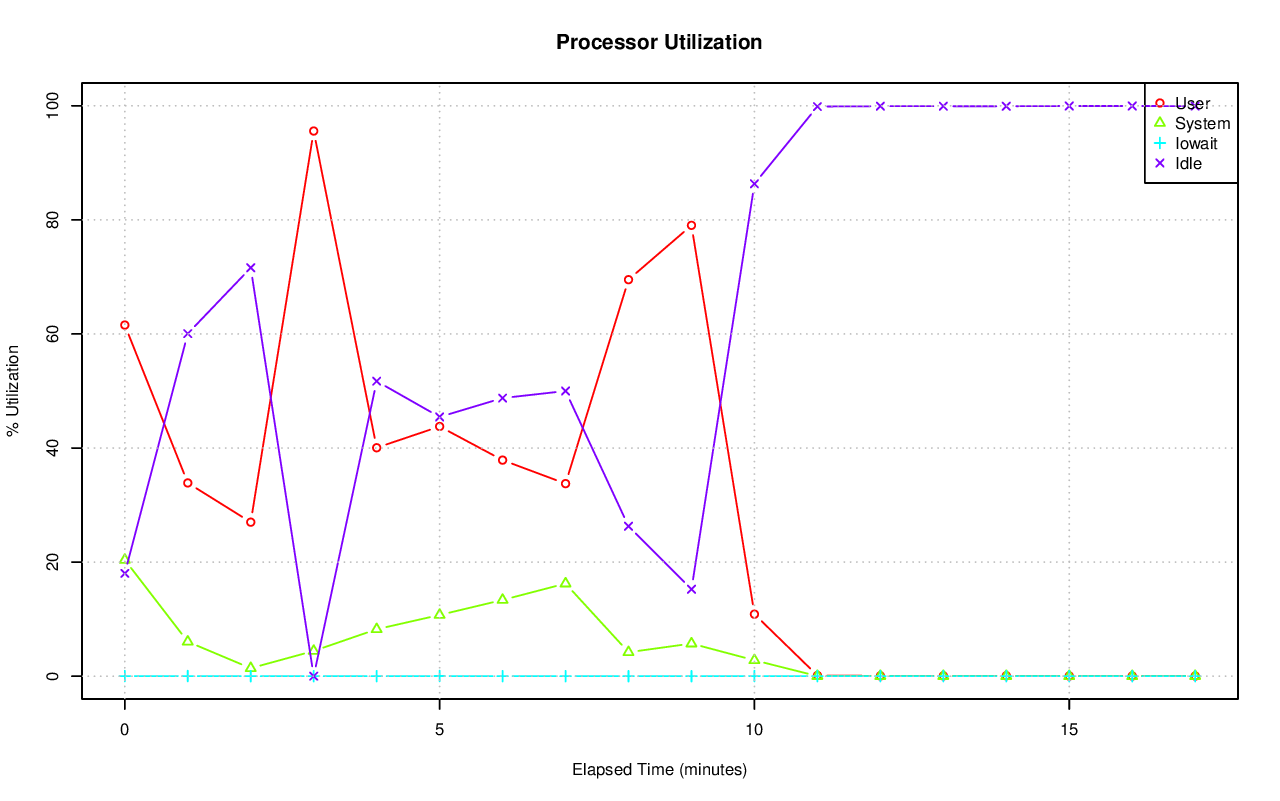 Processor Utilization
% Utilization
100
80
60
40
20
0
User
System
Iowait
Idle
0 5 10 15
Elapsed Time (minutes)